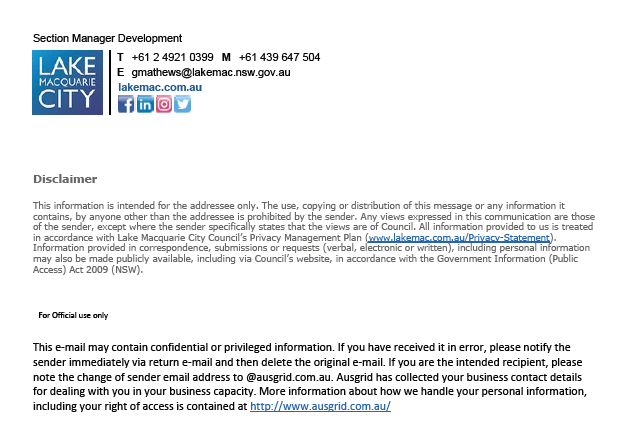 Section Manager Development
LAKE
MACQUARIE
CITY
T +61 2 4921 0399 M +61 439 647 504
E gmathews@lakemac.nsw.gov.au
lakemac.com.au
Disclaimer
This information is intended for the addressee only. The use, copying or distribution of this message or any information it
contains, by anyone other than the addressee is prohibited by the sender. Any views expressed in this communication are those
of the sender, except where the sender specifically states that the views are of Council. All information provided to us is treated
in accordance with Lake Macquarie City Council's Privacy Management Plan (www.lakemac.com.au/Privacy-Statement).
Information provided in correspondence, submissions or requests (verbal, electronic or written), including personal information
may also be made publicly available, including via Council's website, in accordance with the Government Information (Public
Access) Act 2009 (NSW).
For Official use only
This e-mail may contain confidential or privileged information. If you have received it in error, please notify the
sender immediately via return e-mail and then delete the original e-mail. If you are the intended recipient, please
note the change of sender email address to @ausgrid.com.au. Ausgrid has collected your business contact details
for dealing with you in your business capacity. More information about how we handle your personal information,
including your right of access is contained at http://www.ausgrid.com.au/